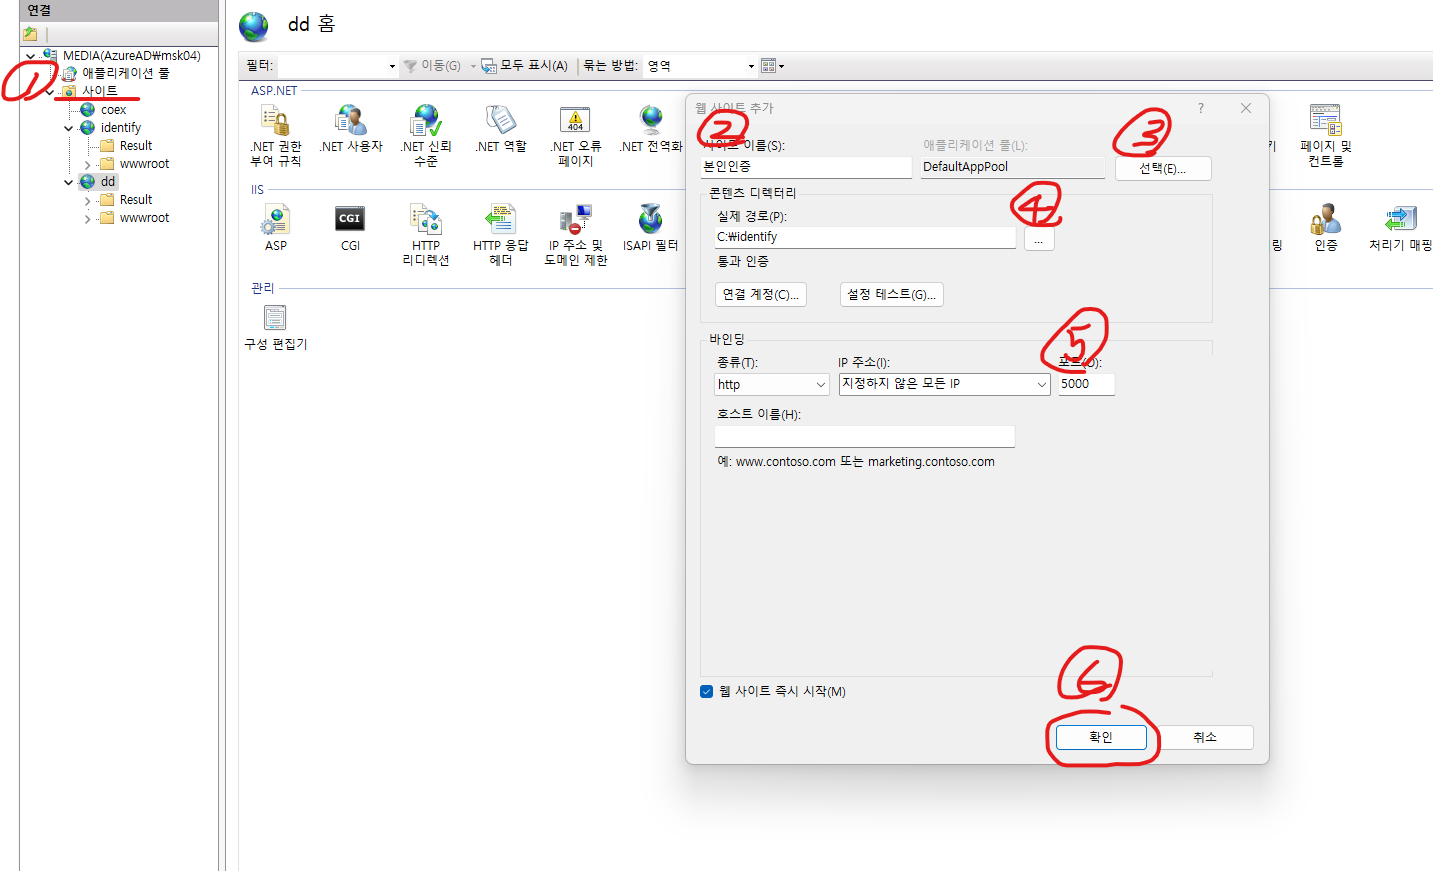 연결
MEDIA(AzureAD￦msk04)
애플리케이션 풀
사이트
coex
identify
Result
wwwroot
dd
Result
wwwroot
1
dd 홈
필터:
이동(G)
모두 표시(A)
묶는 방법:
영역
ASP.NET
.NET 권한
부여 규칙
.NET 사용자
.NET 신뢰
수준
.NET 역할
404
.NET 오류
페이지
.NET 전역화
페이지 및
컨트롤
IIS
ASP
CGI
CGI
HTTP
리디렉션
HTTP 응답
헤더
IP 주소 및
도메인 제한
ISAPI 필터
링
인증
처리기 매핑
관리
구성 편집기
웹 사이트 추가
?
2
사이트 이름(S):
본인인증
애플리케이션 풀(L):
DefaultAppPool
3
선택(E)...
콘텐츠 디렉터리
실제 경로(P):
C:￦identify
4
...
통과 인증
연결 계정(C)...
설정 테스트(G)...
바인딩
5
종류(T):
IP 주소(I):
포트(O):
http
지정하지 않은 모든 IP
5000
호스트 이름(H):
예: www.contoso.com 또는 marketing.contoso.com
웹 사이트 즉시 시작(M)
6
확인
취소